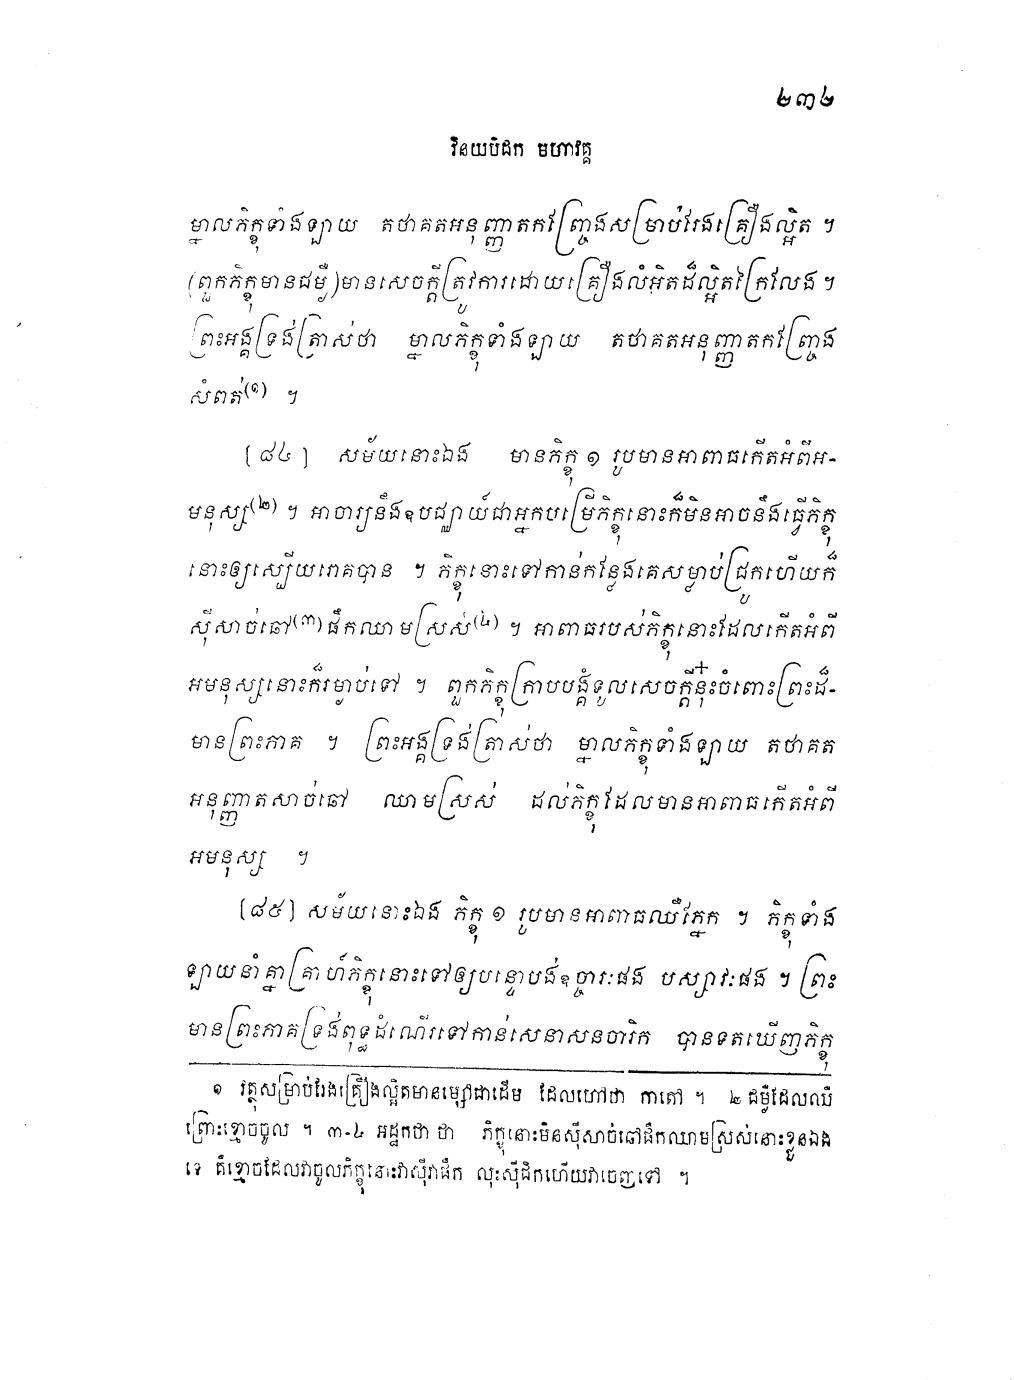 ២៣២
វិនយបិដក មហាវគ្គ
ម្នាលភិក្ខុទាំងឡាយ តថាគតអនុញ្ញាតកញ្ច្រែងសម្រាប់រែងគ្រឿងល្អិត ។
(ពួកភិក្ខុមានជម្ងឺ)មានសេចក្តីត្រូវការដោយគ្រឿងលំអិតដ៏ល្អិតក្រៃលែង ។
ព្រះអង្គទ្រង់ត្រាស់ថា ម្នាលភិក្ខុទាំងឡាយ តថាគតអនុញ្ញាតកញ្ច្រែង
សំពត់(១) ។
[៨៤] សម័យនោះឯង មានភិក្ខុ ១ រូបមានអាពាធកើតអំពីអ-
មនុស្ស(២) ។ អាចារ្យនឹងឧបជ្ឈាយ៍ជាអ្នកបម្រើភិក្ខុនោះក៏មិនអាចនឹងធ្វើភិក្ខុ
នោះឲ្យស្បើយរោគបាន ។ ភិក្ខុនោះទៅកាន់កន្លែងគេសម្លាប់ជ្រូកហើយក៏
ស៊ីសាច់ឆៅ(៣)ផឹកឈាមស្រស់(៤) ។ អាពាធរបស់ភិក្ខុនោះដែលកើតអំពី
អមនុស្សនោះក៏រម្ងាប់ទៅ ។ ពួកភិក្ខុក្រាបបង្គំទូលសេចក្តីនុ៎ះចំពោះព្រះដ៏-
មានព្រះភាគ ។ ព្រះអង្គទ្រង់ត្រាស់ថា ម្នាលភិក្ខុទាំងឡាយ តថាគត
អនុញ្ញាតសាច់ឆៅ ឈាមស្រស់ ដល់ភិក្ខុដែលមានអាពាធកើតអំពី
អមនុស្ស ។
[៨៥] សម័យនោះឯង ភិក្ខុ ១ រូបមានអាពាធឈឺភ្នែក ។ ភិក្ខុទាំង
ឡាយនាំគ្នាគ្រាហ៍ភិក្ខុនោះទៅឲ្យបន្ទោបង់ឧច្ចារៈផង បស្សាវៈផង ។ ព្រះ
មានព្រះភាគទ្រង់ពុទ្ធដំណើរទៅកាន់សេនាសនចារិក បានទតឃើញភិក្ខុ
១ វត្ថុសម្រាប់រែងគ្រឿងល្អិតមានម្សៅជាដើម ដែលហៅថា កាតៅ ។ ២ ជម្ងឺដែលឈឺ
ព្រោះខ្មោចចូល ។ ៣-៤ អដ្ឋកថា ថា ភិក្ខុនោះមិនស៊ីសាច់ឆៅផឹកឈាមស្រស់នោះខ្លួនឯង
ទេ គឺខ្មោចដែលវាចូលភិក្ខុនោះវាស៊ីវាផឹក លុះស៊ីផឹកហើយវាចេញទៅ ។